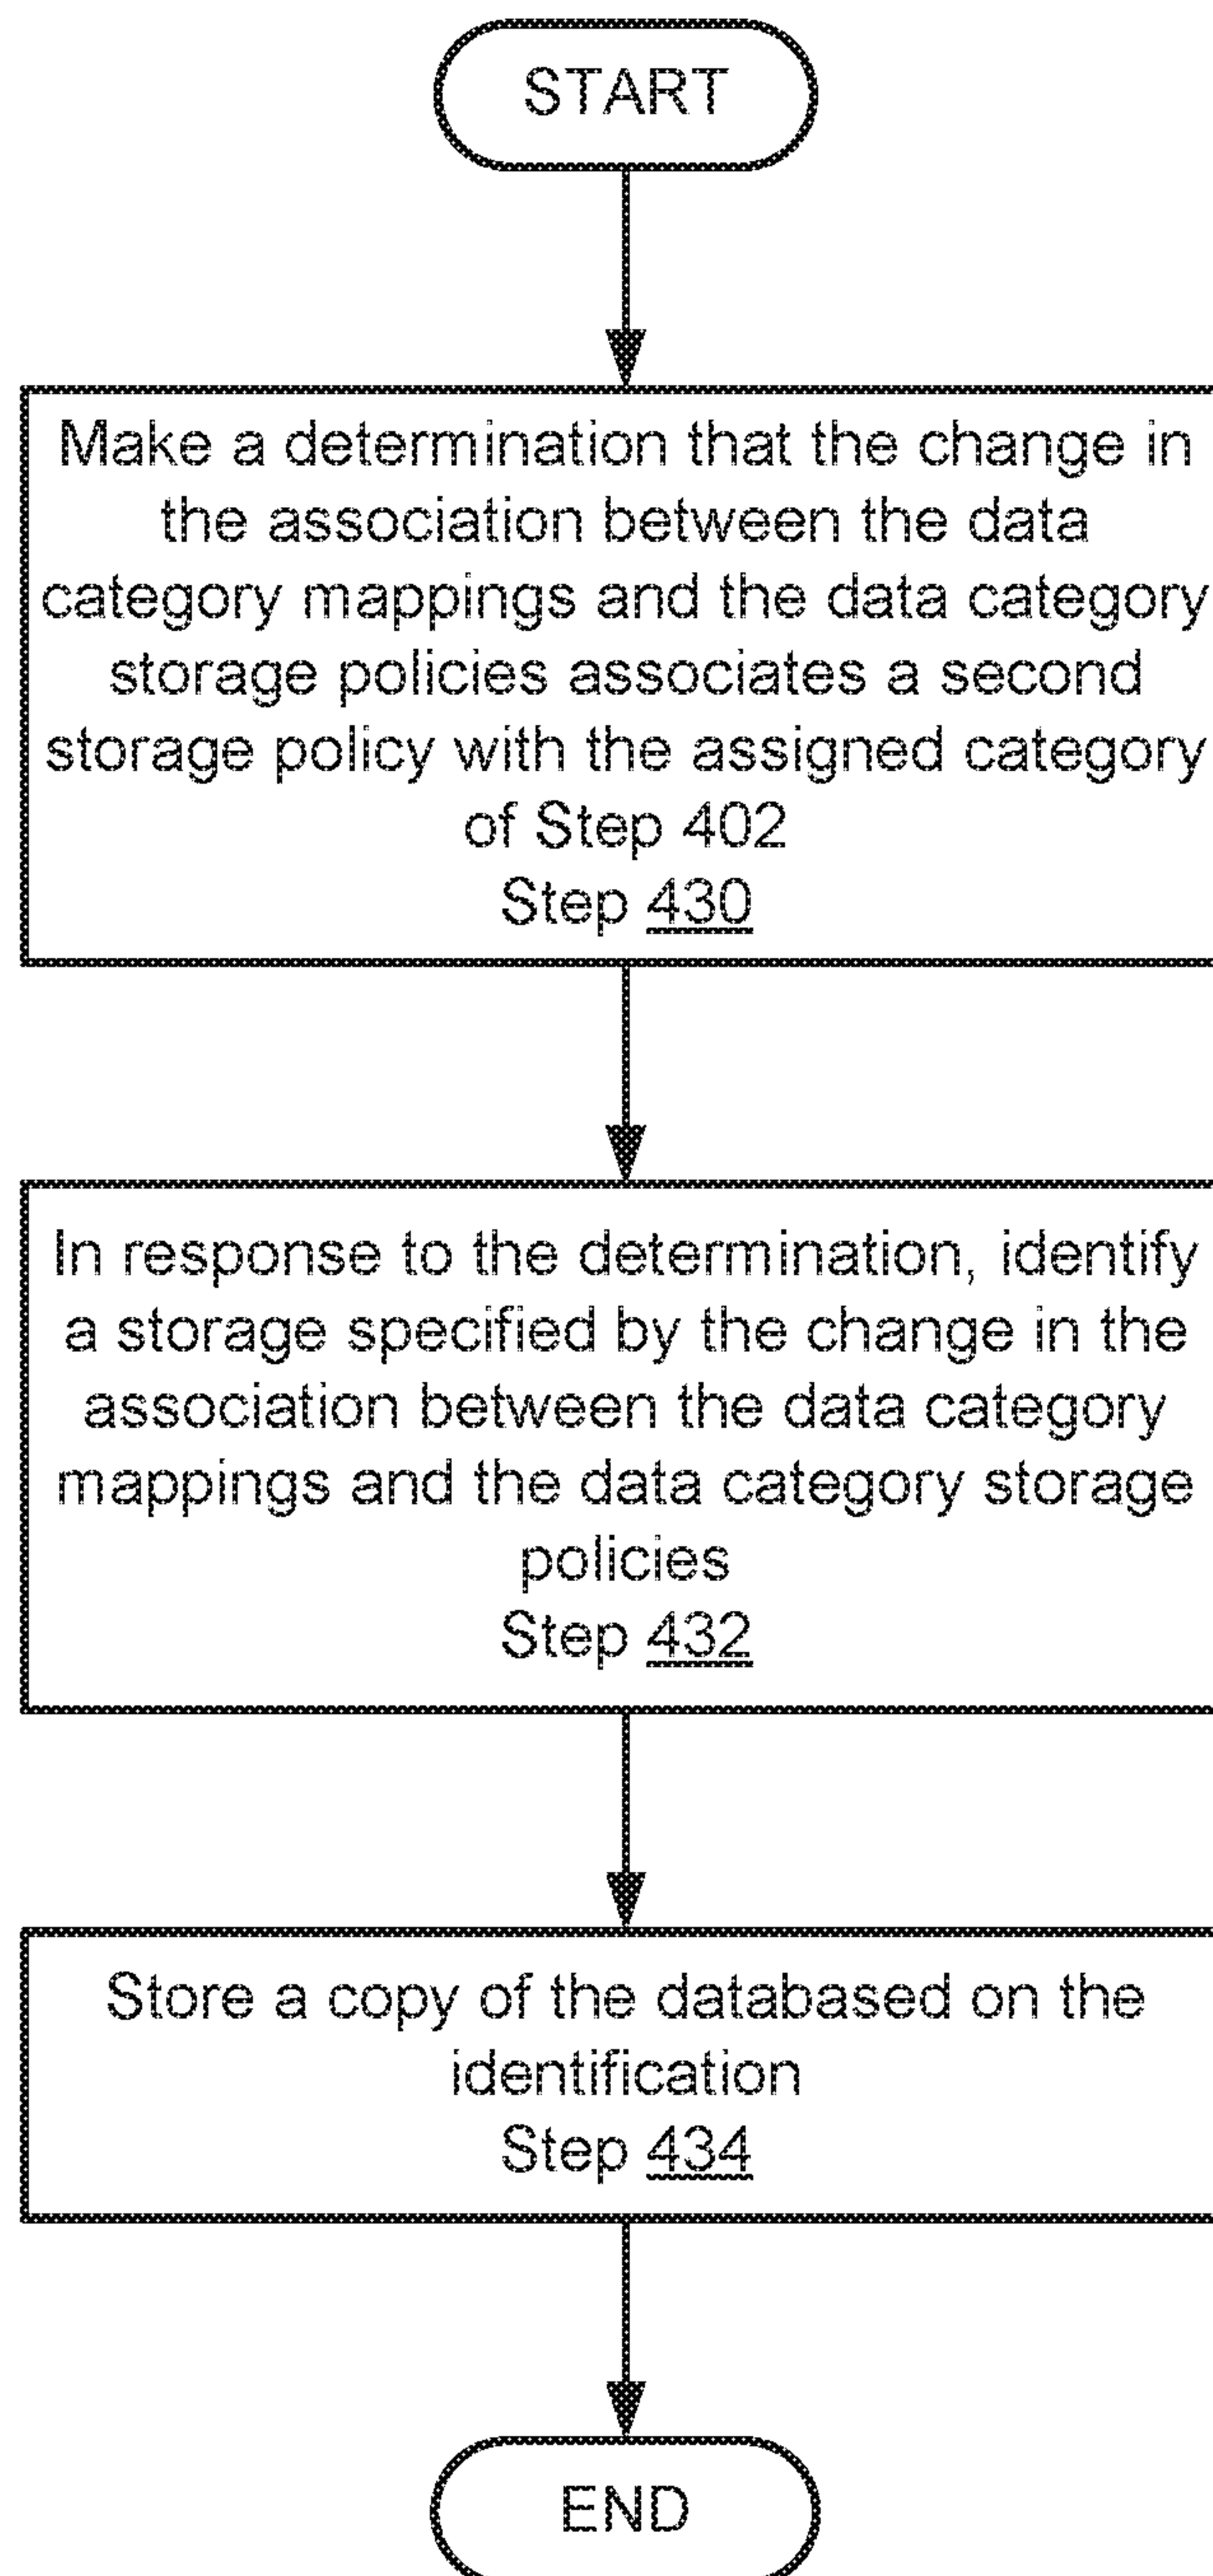 START
Make a determination that the change in
the association between the data
category mappings and the data category
storage policies associates a second
storage policy with the assigned category
of Step 402
Step 430
In response to the determination, identify
a storage specified by the change in the
association between the data category
mappings and the data category storage
policies
Step 432
Store a copy of the databased on the
identification
Step 434
END